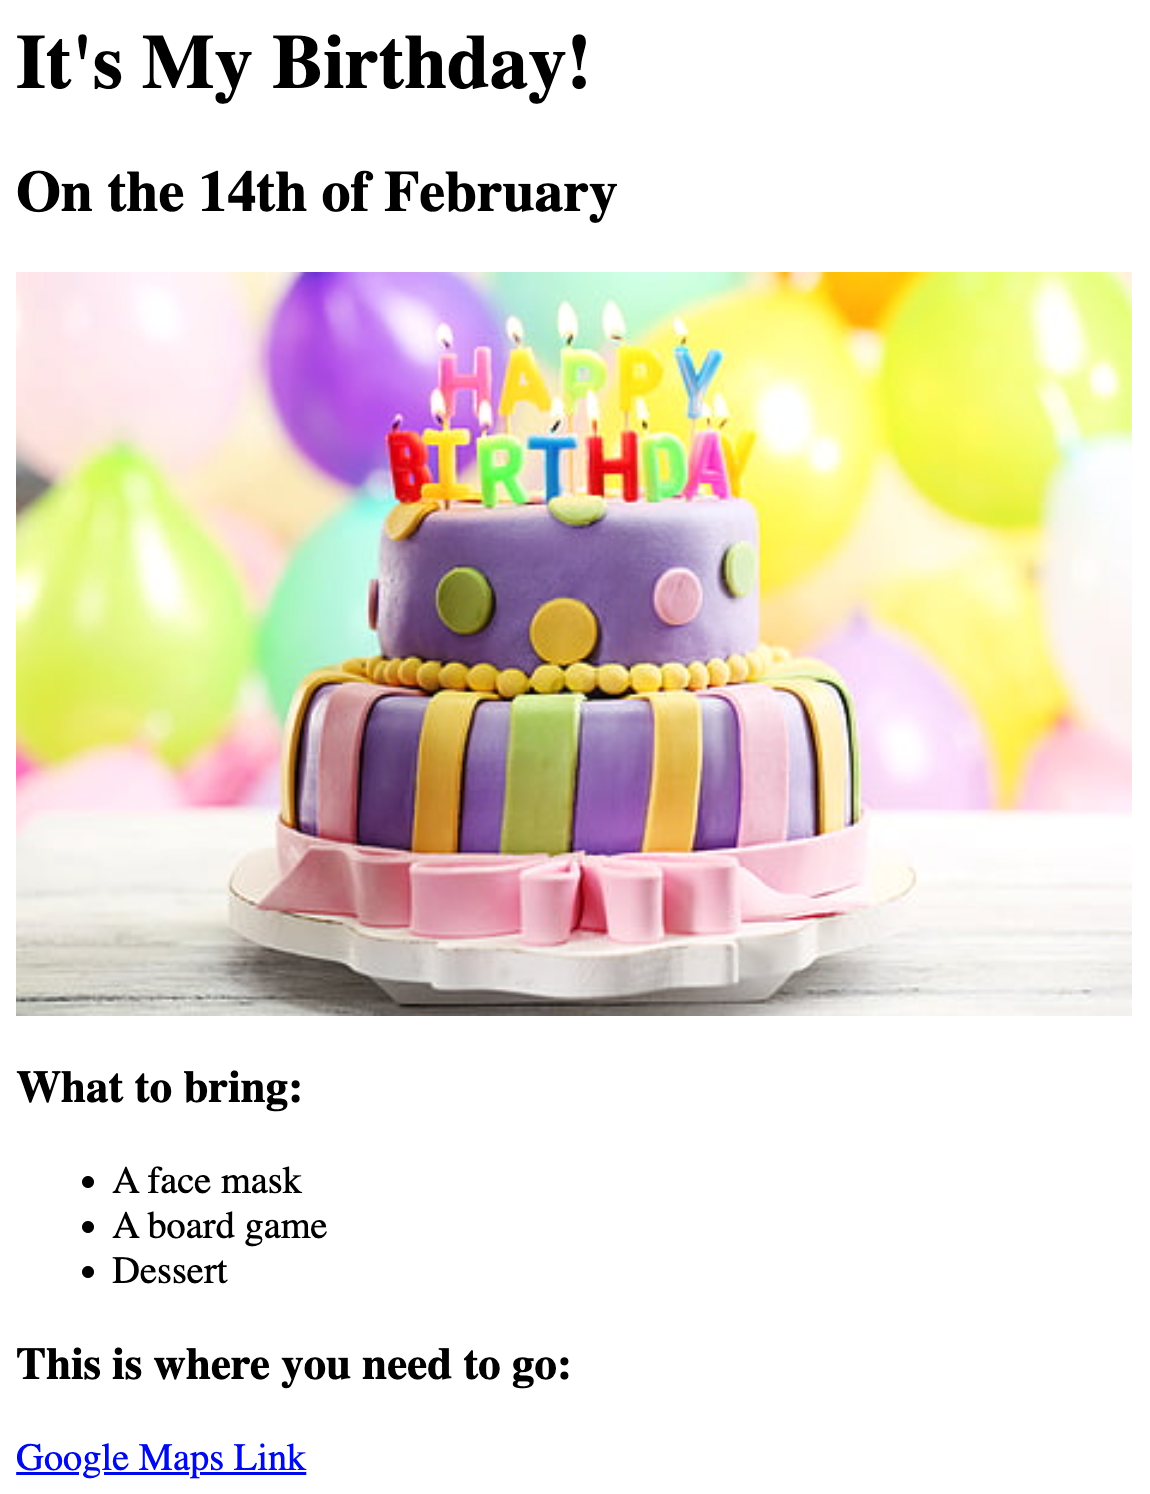 It's My Birthday!
On the 14th of February
HAPPY
BIRTHDAY
What to bring:
A face mask
A board game
Dessert
This is where you need to go:
Google Maps Link